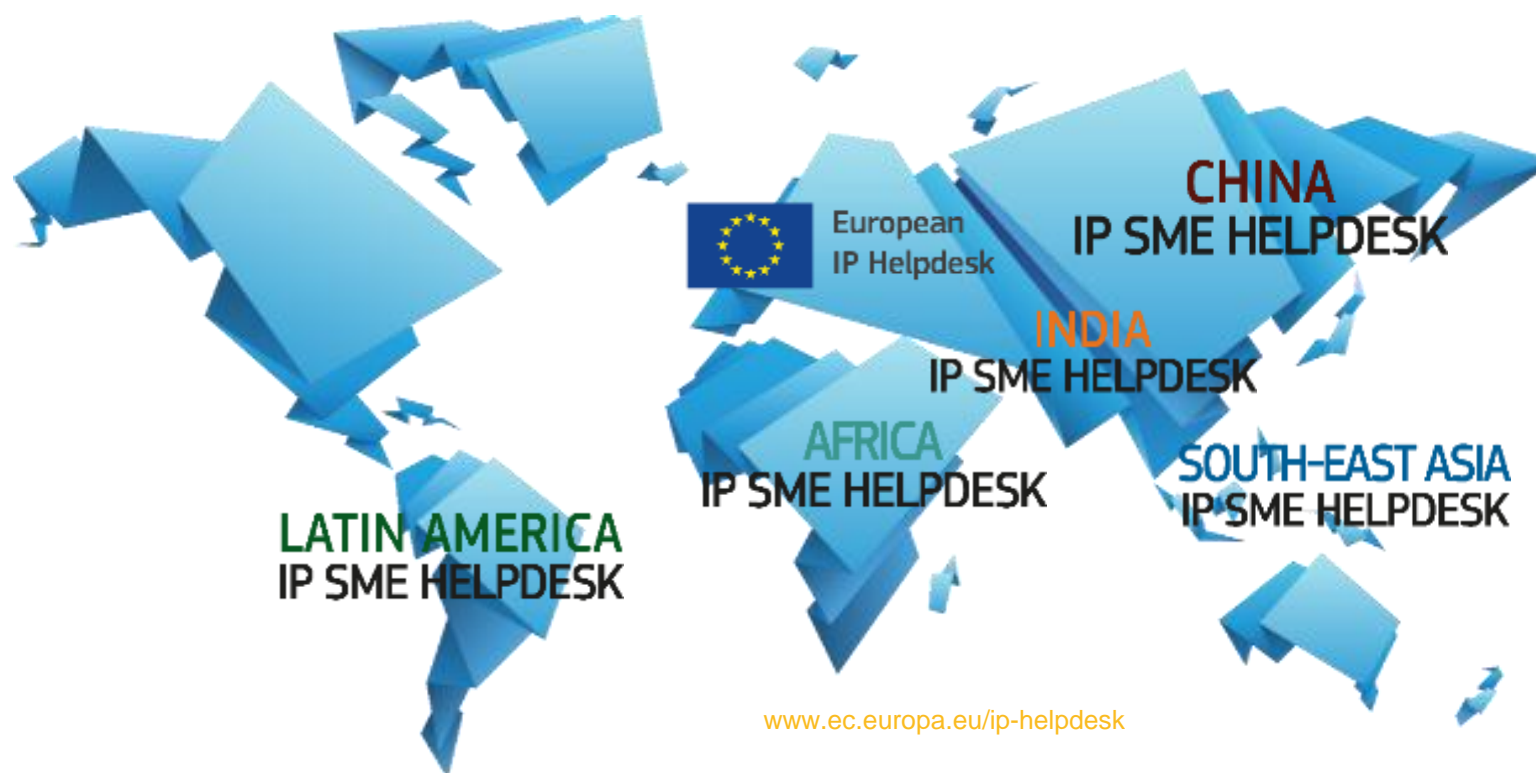 CHINA
IP SME HELPDESK
European
IP Helpdesk
INDIA
IP SME HELPDESK
AFRICA
IP SME HELPDESK
SOUTH-EAST ASIA
IP SME HELPDESK
LATIN AMERICA
IP SME HELPDESK
www.ec.europa.eu/ip-helpdesk